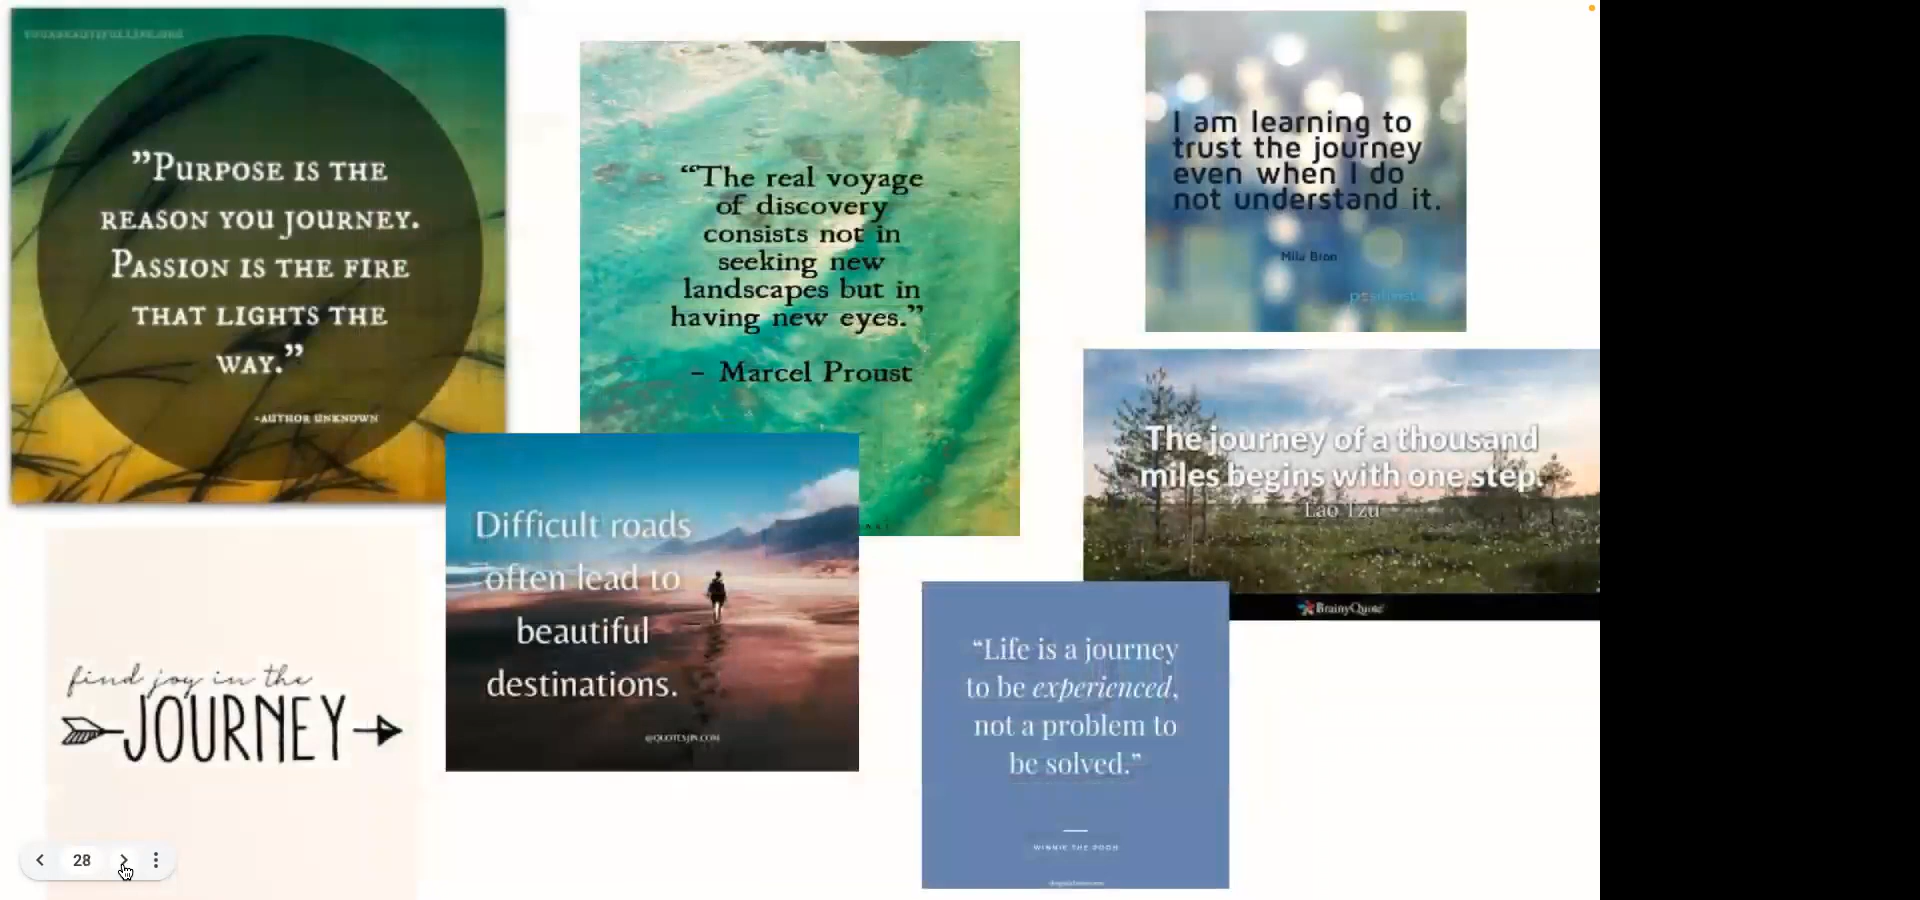 YOURBEAUTIFULLIFE.ORG
”Purpose is the
reason you journey.
Passion is the fire
that lights the
way.”
-Author Unknown
“The real voyage
of discovery
consists not in
seeking new
landscapes but in
having new eyes.”
- Marcel Proust
I am learning to
trust the journey
even when I do
not understand it.
Mila Bron
The journey of a thousand
miles begins with one step.
Lao Tzu
BrainyQuote
find joy in the
JOURNEY
Difficult roads
often lead to
beautiful
destinations.
@QUOTESJIN.COM
“Life is a journey
to be experienced,
not a problem to
be solved.”
WINNIE THE POOH
28